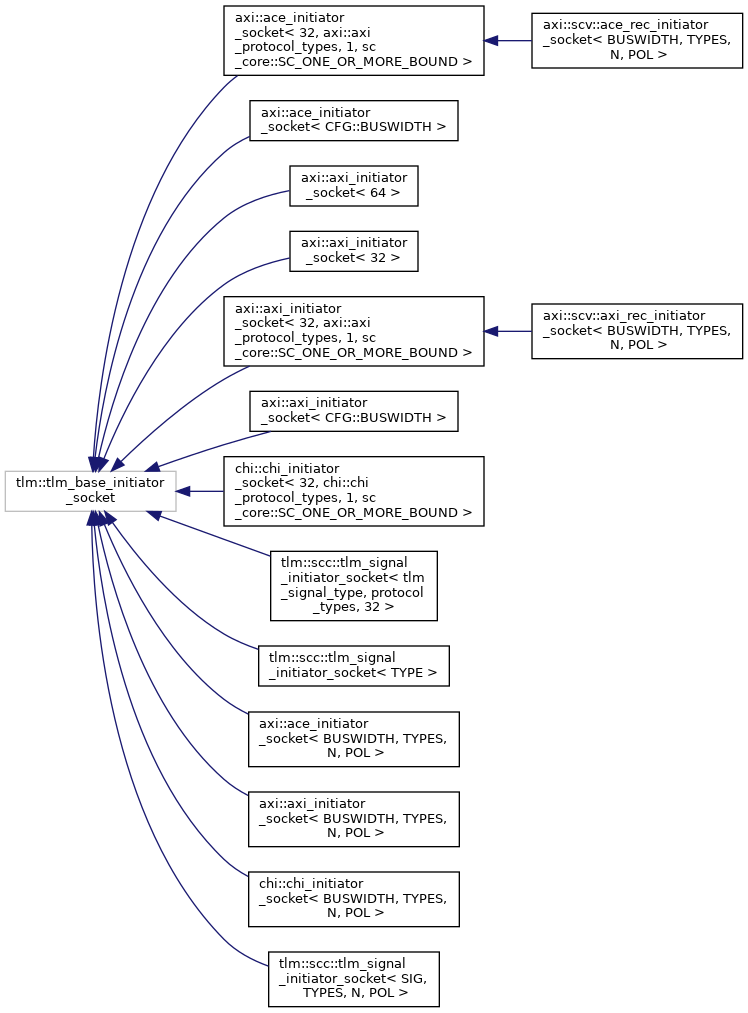 axi::ace_initiator
_socket< 32, axi::axi
_protocol_types, 1, sc
_core::SC_ONE_OR_MORE_BOUND >
axi::scv::ace_rec_initiator
_socket< BUSWIDTH, TYPES,
N, POL >
axi::ace_initiator
_socket< CFG::BUSWIDTH >
axi::axi_initiator
_socket< 64 >
axi::axi_initiator
_socket< 32 >
axi::axi_initiator
_socket< 32, axi::axi
_protocol_types, 1, sc
_core::SC_ONE_OR_MORE_BOUND >
axi::scv::axi_rec_initiator
_socket< BUSWIDTH, TYPES,
N, POL >
axi::axi_initiator
_socket< CFG::BUSWIDTH >
tlm::tlm_base_initiator
_socket
chi::chi_initiator
_socket< 32, chi::chi
_protocol_types, 1, sc
_core::SC_ONE_OR_MORE_BOUND >
tlm::scc::tlm_signal
_initiator_socket< tlm
_signal_type, protocol
_types, 32 >
tlm::scc::tlm_signal
_initiator_socket< TYPE >
axi::ace_initiator
_socket< BUSWIDTH, TYPES,
N, POL >
axi::axi_initiator
_socket< BUSWIDTH, TYPES,
N, POL >
chi::chi_initiator
_socket< BUSWIDTH, TYPES,
N, POL >
tlm::scc::tlm_signal
_initiator_socket< SIG,
TYPES, N, POL >